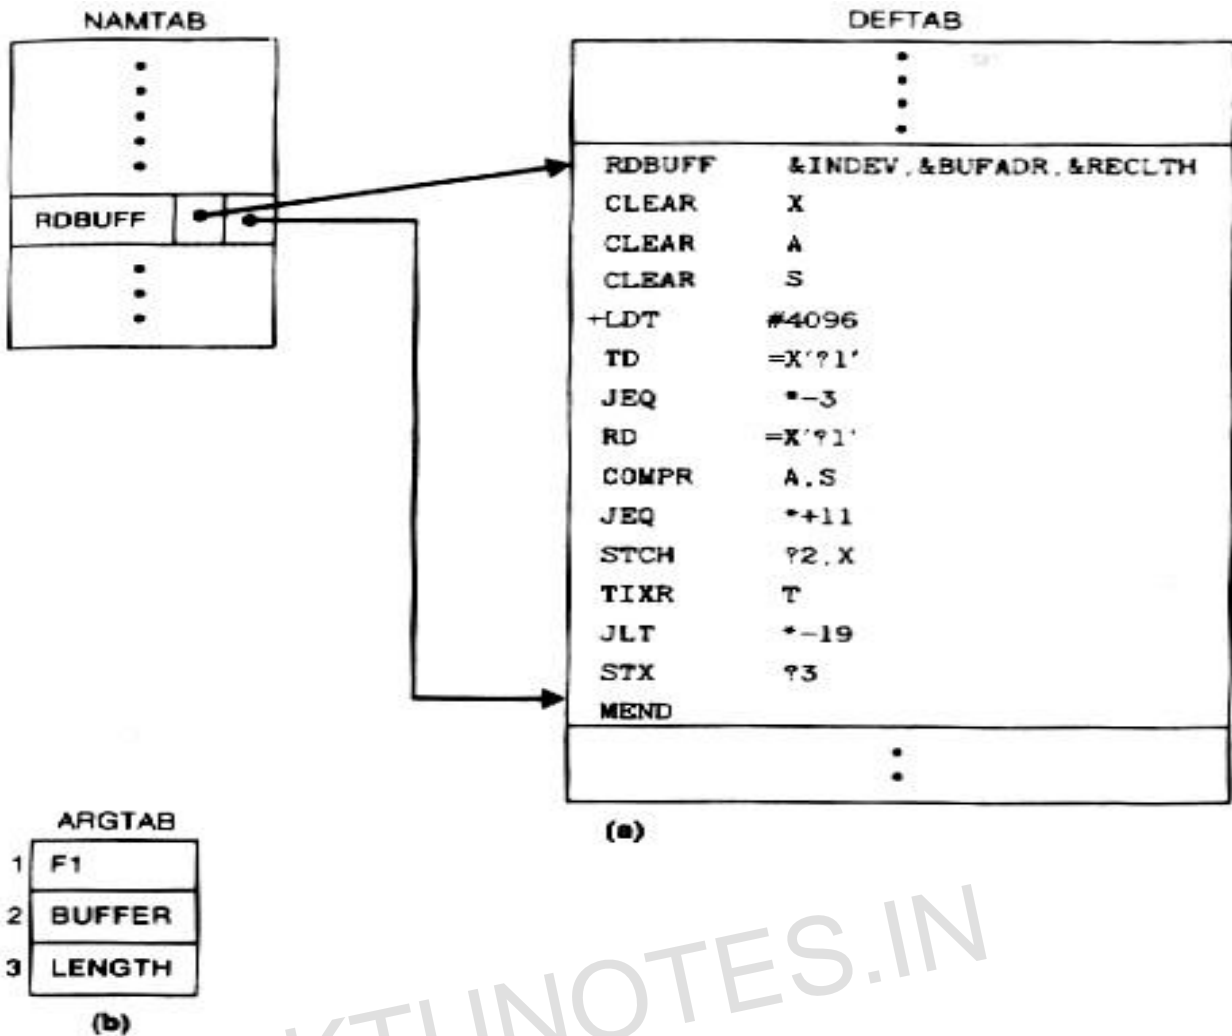 NAMTAB
DEFTAB
RDBUFF
RDBUFF &INDEV,&BUFADR,&RECLTH
CLEAR X
CLEAR A
CLEAR S
+LDT #4096
TD =X'?1'
JEQ *-3
RD =X'?1'
COMPR A,S
JEQ *+11
STCH ?2,X
TIXR T
JLT *-19
STX ?3
MEND
(a)
ARGTAB
1 F1
2 BUFFER
3 LENGTH
(b)
KTUNOTES.IN